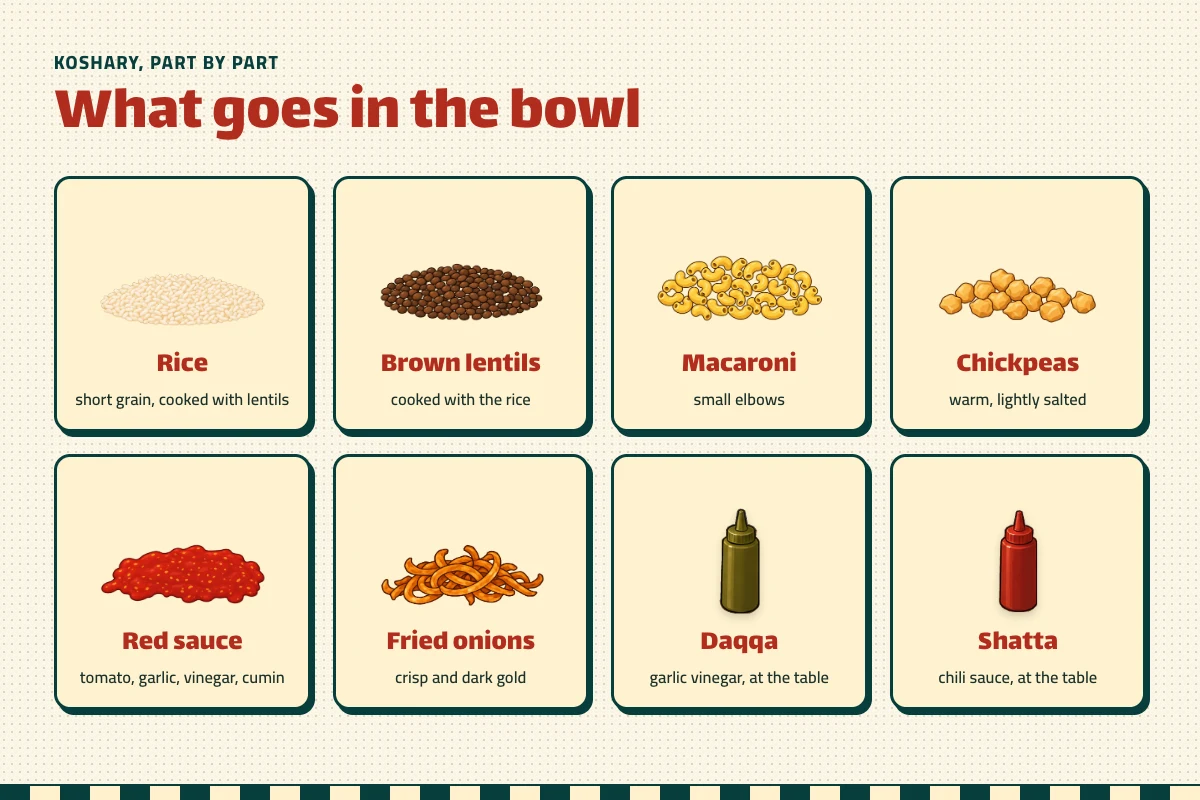 KOSHARY, PART BY PART
What goes in the bowl
Rice
short grain, cooked with lentils
Brown lentils
cooked with the rice
Macaroni
small elbows
Chickpeas
warm, lightly salted
Red sauce
tomato, garlic, vinegar, cumin
Fried onions
crisp and dark gold
Daqqa
garlic vinegar, at the table
Shatta
chili sauce, at the table